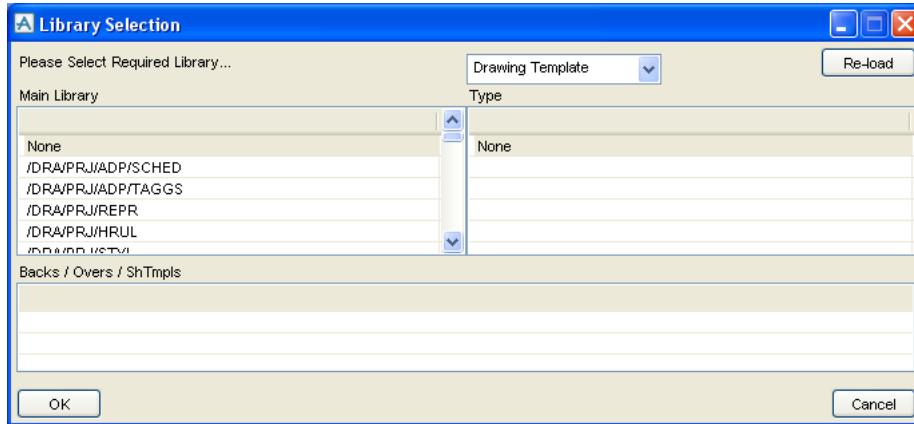 Library Selection
Please Select Required Library...
Drawing Template
Re-load
Main Library
Type
None
None
/DRA/PRJ/ADP/SCHED
/DRA/PRJ/ADP/TAGGS
/DRA/PRJ/REPR
/DRA/PRJ/HRUL
Backs / Overs / ShTmpls
OK
Cancel